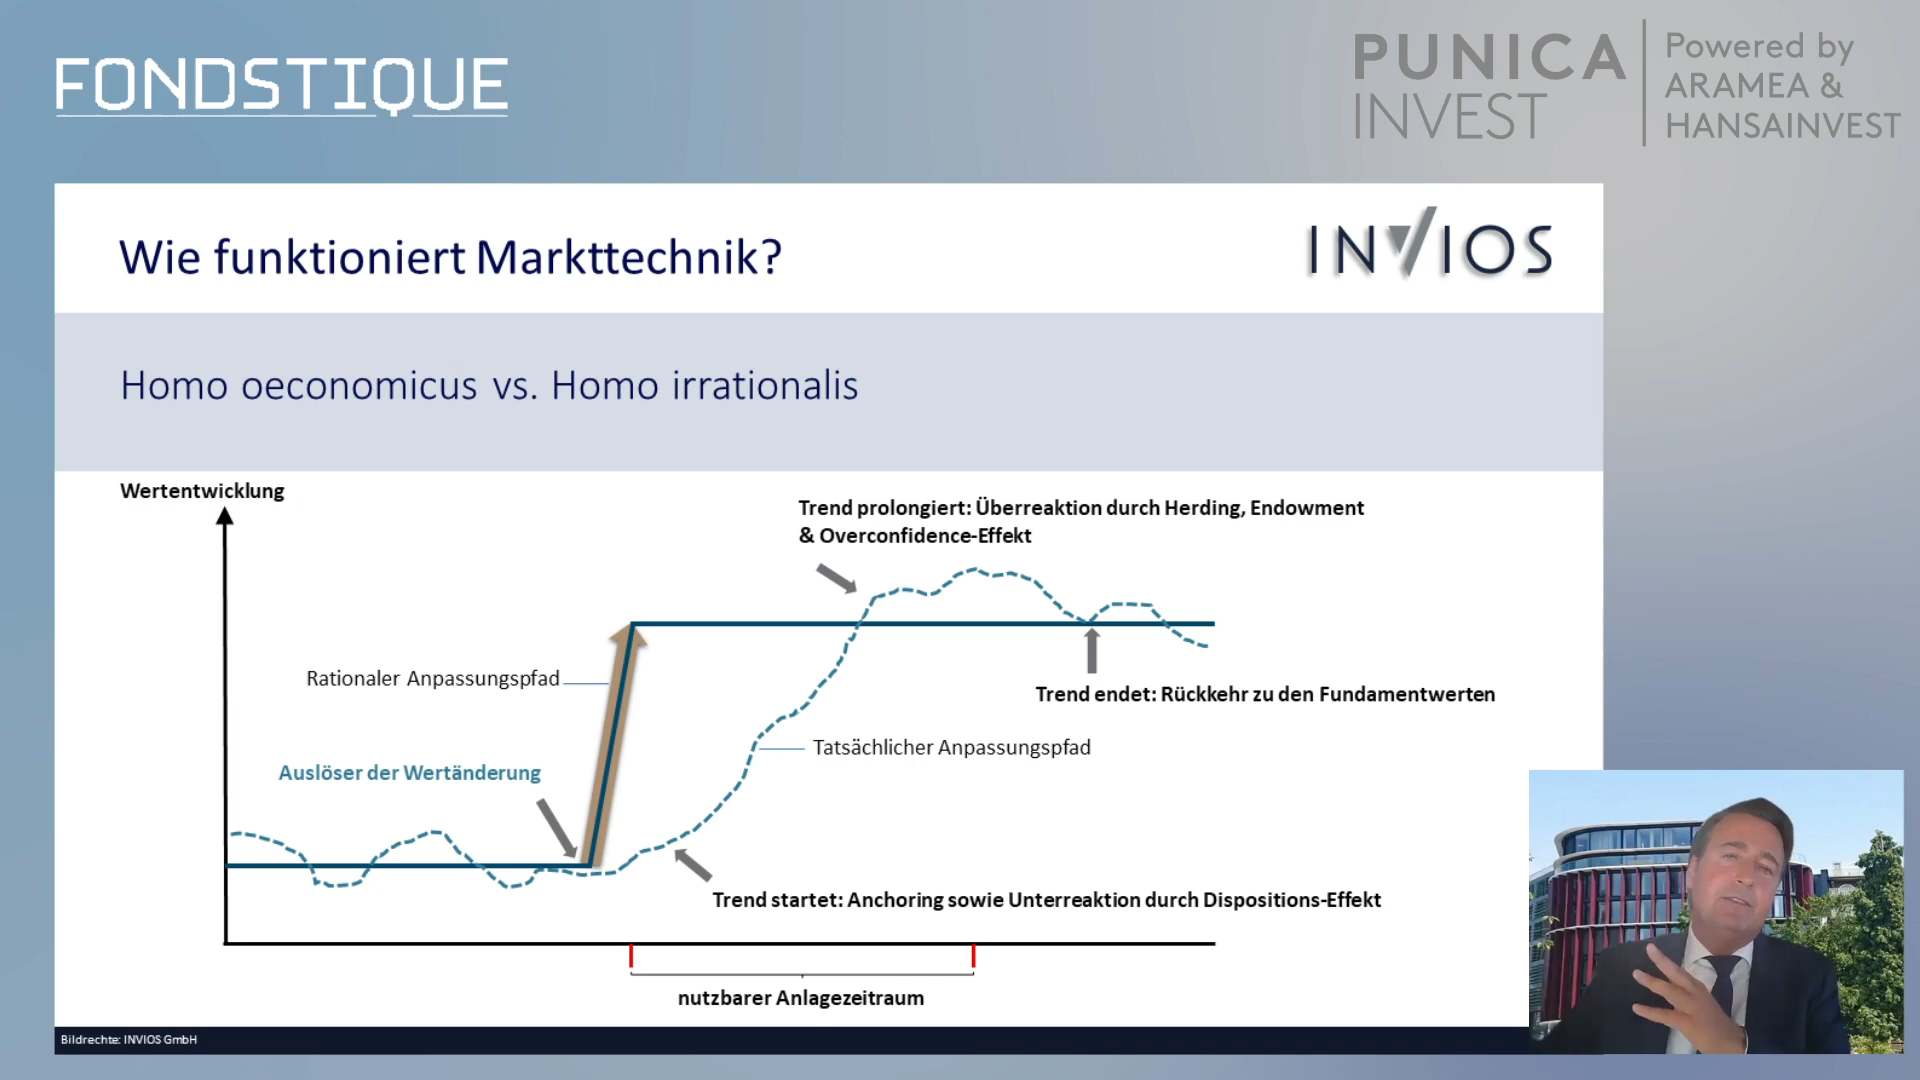 FONDSTIQUE
PUNICA
INVEST
Powered by
ARAMEA &
HANSAINVEST
Wie funktioniert Markttechnik?
INVIOS
Homo oeconomicus vs. Homo irrationalis
Wertentwicklung
Trend prolongiert: Überreaktion durch Herding, Endowment
& Overconfidence-Effekt
Rationaler Anpassungspfad
Trend endet: Rückkehr zu den Fundamentwerten
Tatsächlicher Anpassungspfad
Auslöser der Wertänderung
Trend startet: Anchoring sowie Unterreaktion durch Dispositions-Effekt
nutzbarer Anlagezeitraum
Bildrechte: INVIOS GmbH